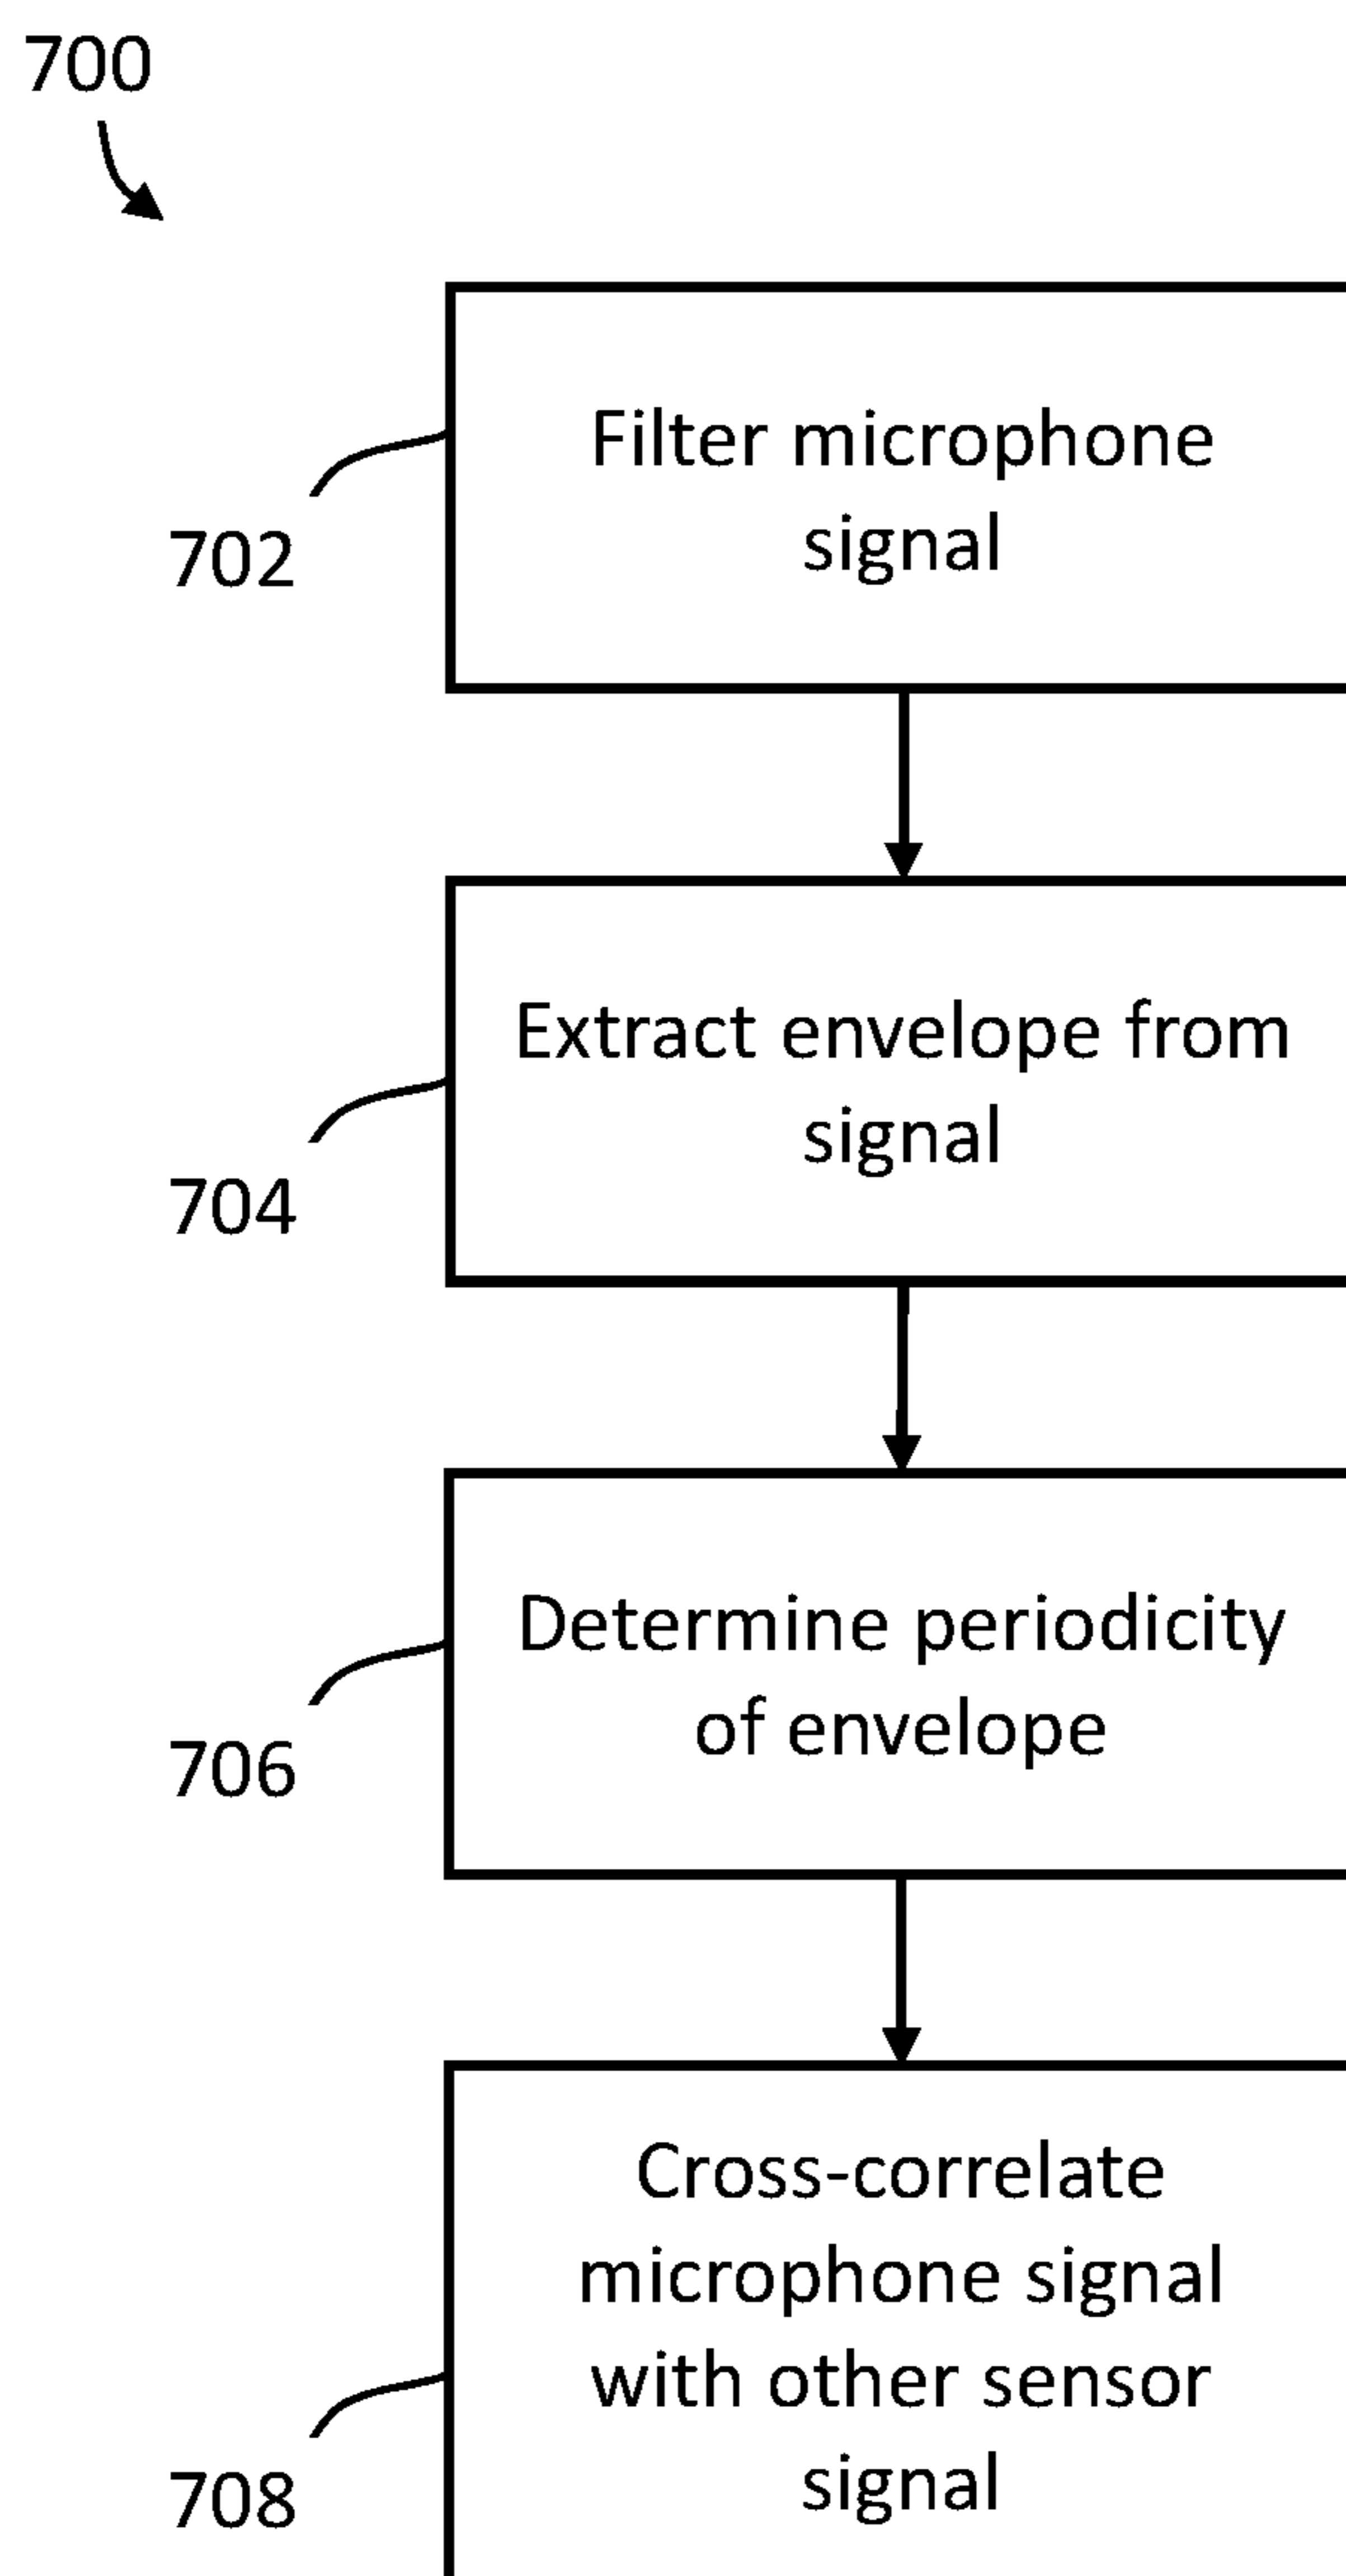 700
Filter microphone
signal
702
Extract envelope from
signal
704
Determine periodicity
of envelope
706
Cross-correlate
microphone signal
with other sensor
signal
708